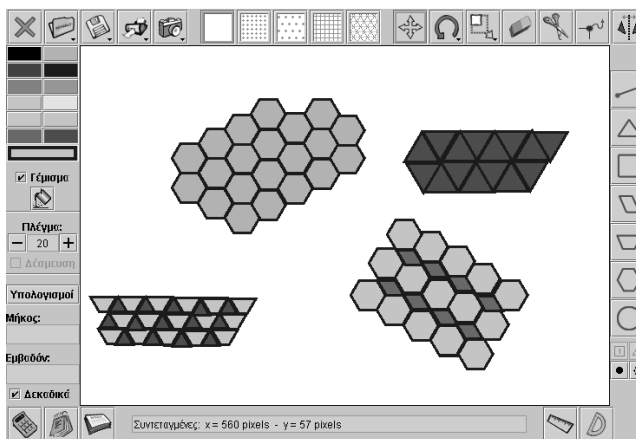 Γέμισμα
Πλέγμα:
20
Δέσμευση
Υπολογισμοί
Μήκος:
Εμβαδόν:
Δεκαδικά
Συντεταγμένες: x = 560 pixels - y = 57 pixels